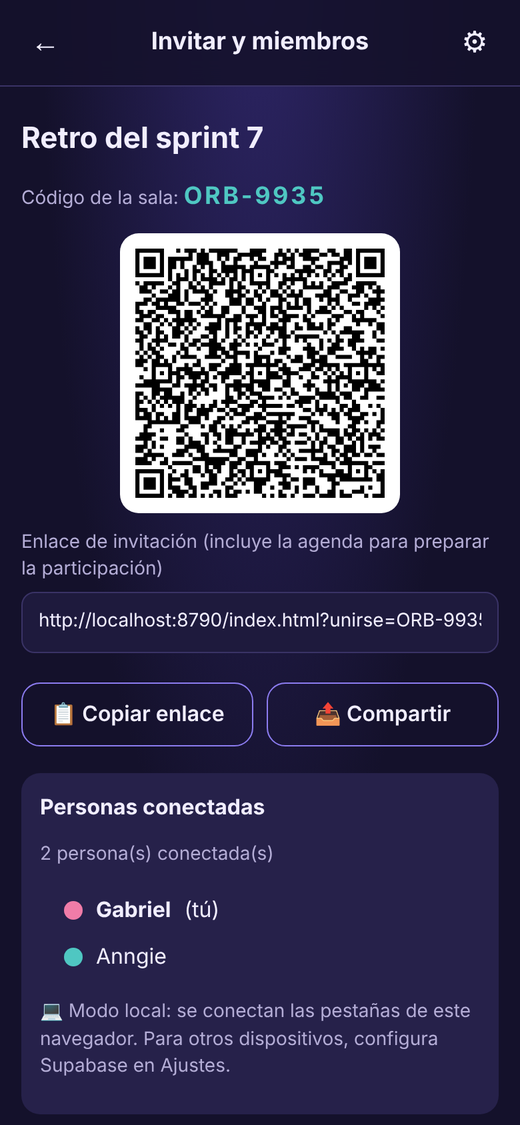 Invitar y miembros
Retro del sprint 7
Código de la sala: ORB-9935
Enlace de invitación (incluye la agenda para preparar
la participación)
http://localhost:8790/index.html?unirse=ORB-993
Copiar enlace
Compartir
Personas conectadas
2 persona(s) conectada(s)
Gabriel (tú)
Anngie
Modo local: se conectan las pestañas de este
navegador. Para otros dispositivos, configura
Supabase en Ajustes.